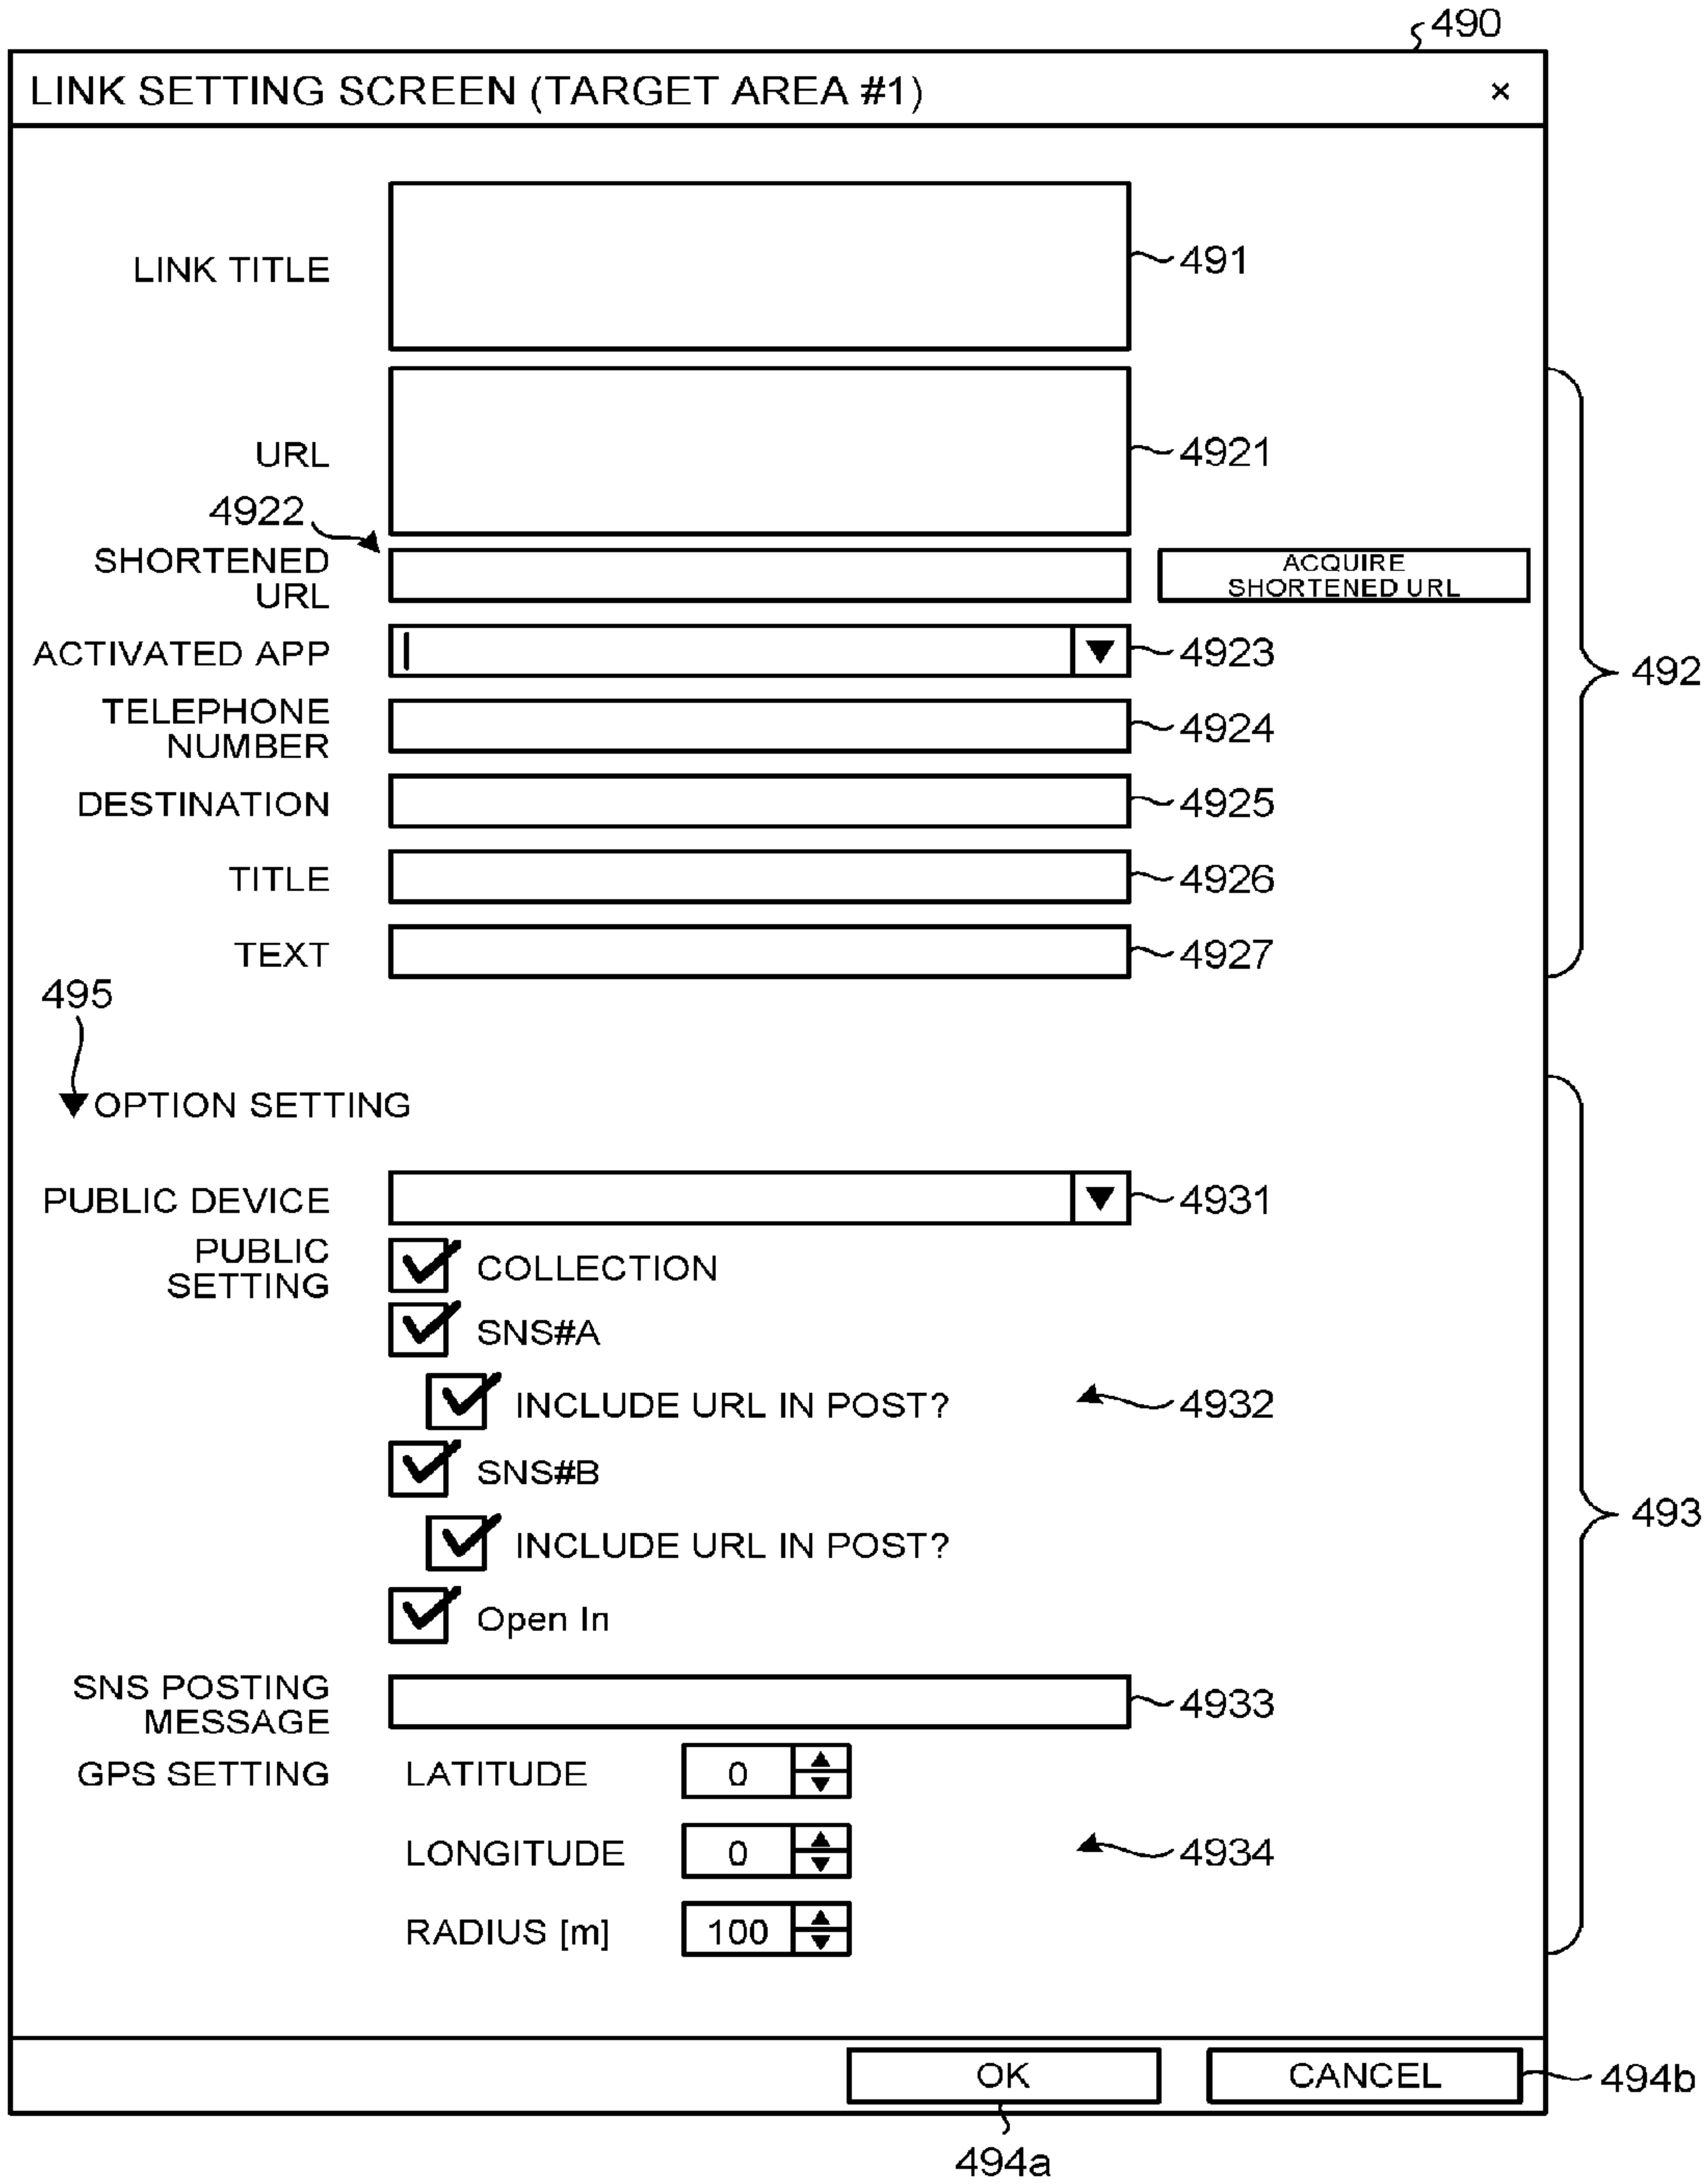 490
LINK SETTING SCREEN (TARGET AREA #1) ×
LINK TITLE
491
URL
4921
4922
SHORTENED
URL
ACQUIRE
SHORTENED URL
ACTIVATED APP
4923
492
TELEPHONE
NUMBER
4924
DESTINATION
4925
TITLE
4926
TEXT
4927
495
▼OPTION SETTING
PUBLIC DEVICE
4931
PUBLIC
SETTING
COLLECTION
SNS#A
INCLUDE URL IN POST?
4932
SNS#B
493
INCLUDE URL IN POST?
Open In
SNS POSTING
MESSAGE
4933
GPS SETTING
LATITUDE 0
LONGITUDE 0
4934
RADIUS [m] 100
OK
CANCEL
494b
494a